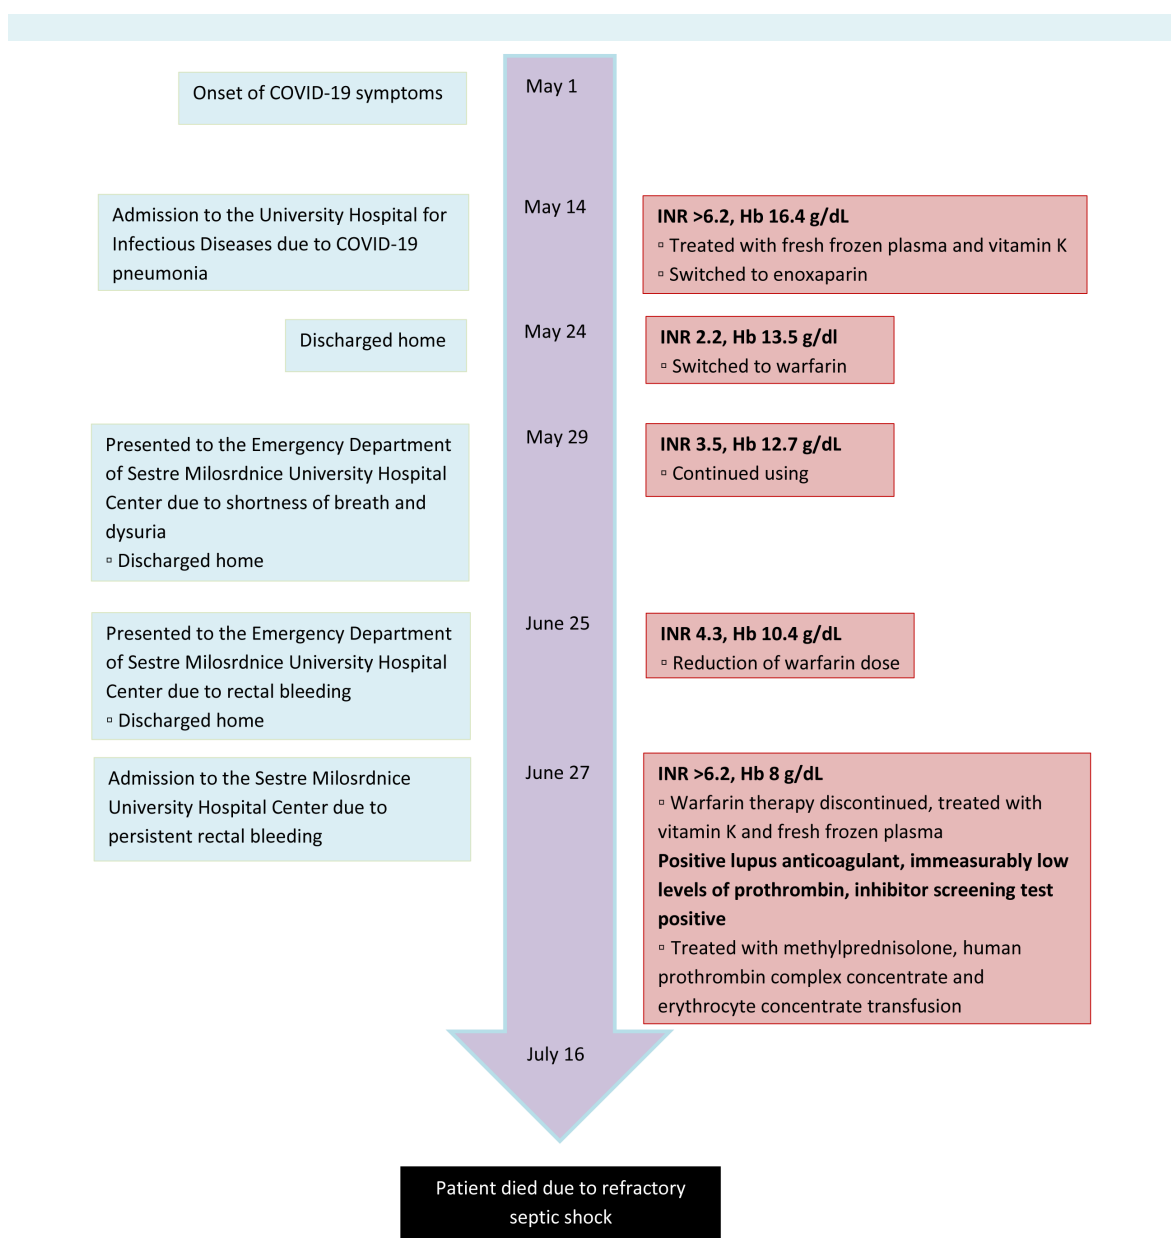 Onset of COVID-19 symptoms
May 1
Admission to the University Hospital for
Infectious Diseases due to COVID-19
pneumonia
May 14
INR >6.2, Hb 16.4 g/dL
▫ Treated with fresh frozen plasma and vitamin K
▫ Switched to enoxaparin
Discharged home
May 24
INR 2.2, Hb 13.5 g/dl
▫ Switched to warfarin
Presented to the Emergency Department
of Sestre Milosrdnice University Hospital
Center due to shortness of breath and
dysuria
▫ Discharged home
May 29
INR 3.5, Hb 12.7 g/dL
▫ Continued using
Presented to the Emergency Department
of Sestre Milosrdnice University Hospital
Center due to rectal bleeding
▫ Discharged home
June 25
INR 4.3, Hb 10.4 g/dL
▫ Reduction of warfarin dose
Admission to the Sestre Milosrdnice
University Hospital Center due to
persistent rectal bleeding
June 27
INR >6.2, Hb 8 g/dL
▫ Warfarin therapy discontinued, treated with
vitamin K and fresh frozen plasma
Positive lupus anticoagulant, immeasurably low
levels of prothrombin, inhibitor screening test
positive
▫ Treated with methylprednisolone, human
prothrombin complex concentrate and
erythrocyte concentrate transfusion
July 16
Patient died due to refractory
septic shock